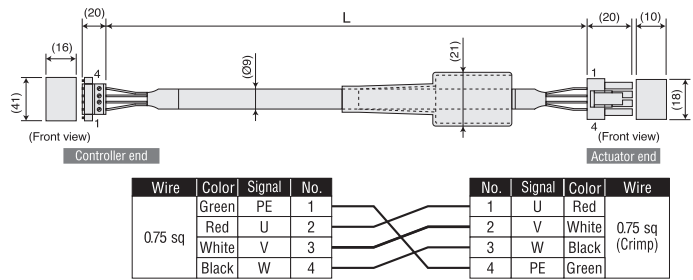 (20) L (20) (10)
(16) 4 (Ø9) (21) 1
(41) (18)
1 4
(Front view) (Front view)
Controller end Actuator end
Wire Color Signal No. No. Signal Color Wire
Green PE 1 1 U Red
0.75 sq Red U 2 2 V White 0.75 sq
White V 3 3 W Black (Crimp)
Black W 4 4 PE Green